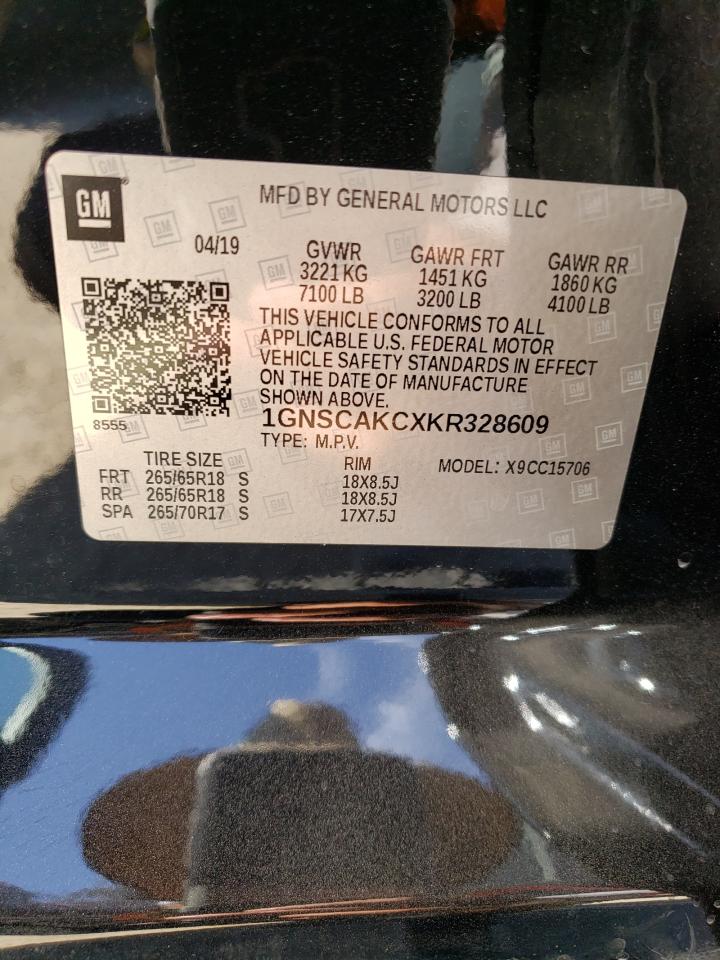 GM
MFD BY GENERAL MOTORS LLC
04/19 GVWR GAWR FRT GAWR RR
3221 KG 1451 KG 1860 KG
7100 LB 3200 LB 4100 LB
THIS VEHICLE CONFORMS TO ALL
APPLICABLE U.S. FEDERAL MOTOR
VEHICLE SAFETY STANDARDS IN EFFECT
ON THE DATE OF MANUFACTURE
SHOWN ABOVE.
8555
1GNSCAKCXKR328609
TYPE: M.P.V.
TIRE SIZE RIM MODEL: X9CC15706
FRT 265/65R18 S 18X8.5J
RR 265/65R18 S 18X8.5J
SPA 265/70R17 S 17X7.5J